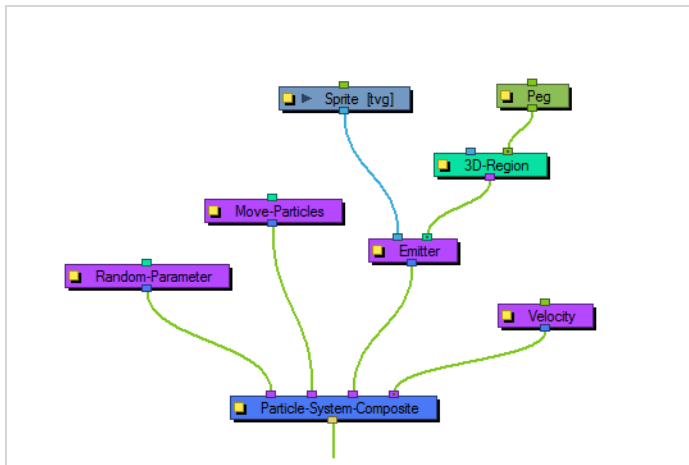 Sprite [tvg]
Peg
3D-Region
Move-Particles
Emitter
Random-Parameter
Velocity
Particle-System-Composite